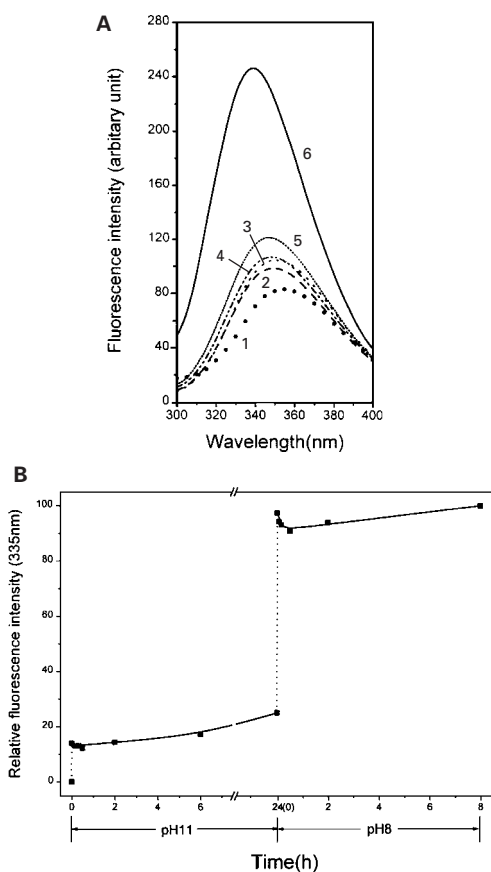 A
Fluorescence intensity (arbitary unit)
280
240
200
160
120
80
40
0
6
3
5
4
2
1
300 320 340 360 380 400
Wavelength(nm)
B
Relative fluorescence intensity (335nm)
100
80
60
40
20
0
0 2 4 6 24(0) 2 4 6 8
pH11 pH8
Time(h)